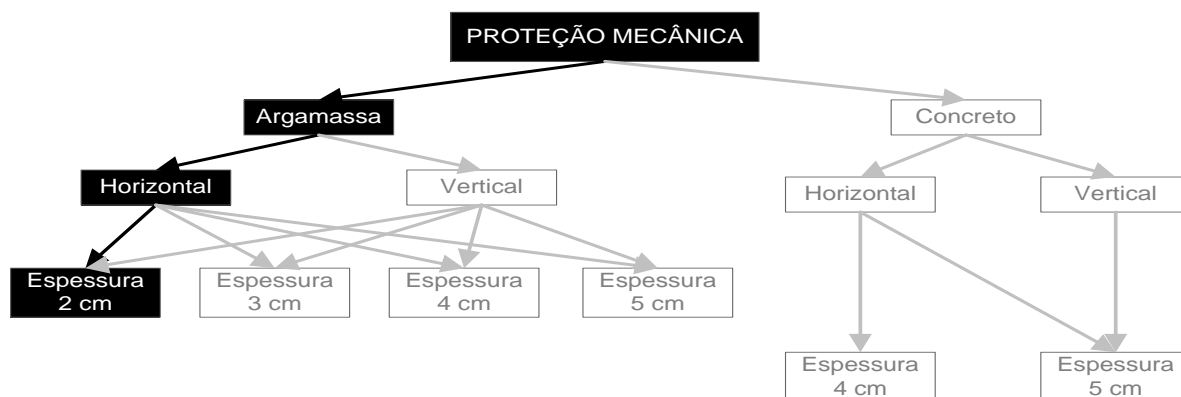 PROTEÇÃO MECÂNICA
Argamassa
Concreto
Horizontal
Vertical
Horizontal
Vertical
Espessura
2 cm
Espessura
3 cm
Espessura
4 cm
Espessura
5 cm
Espessura
4 cm
Espessura
5 cm